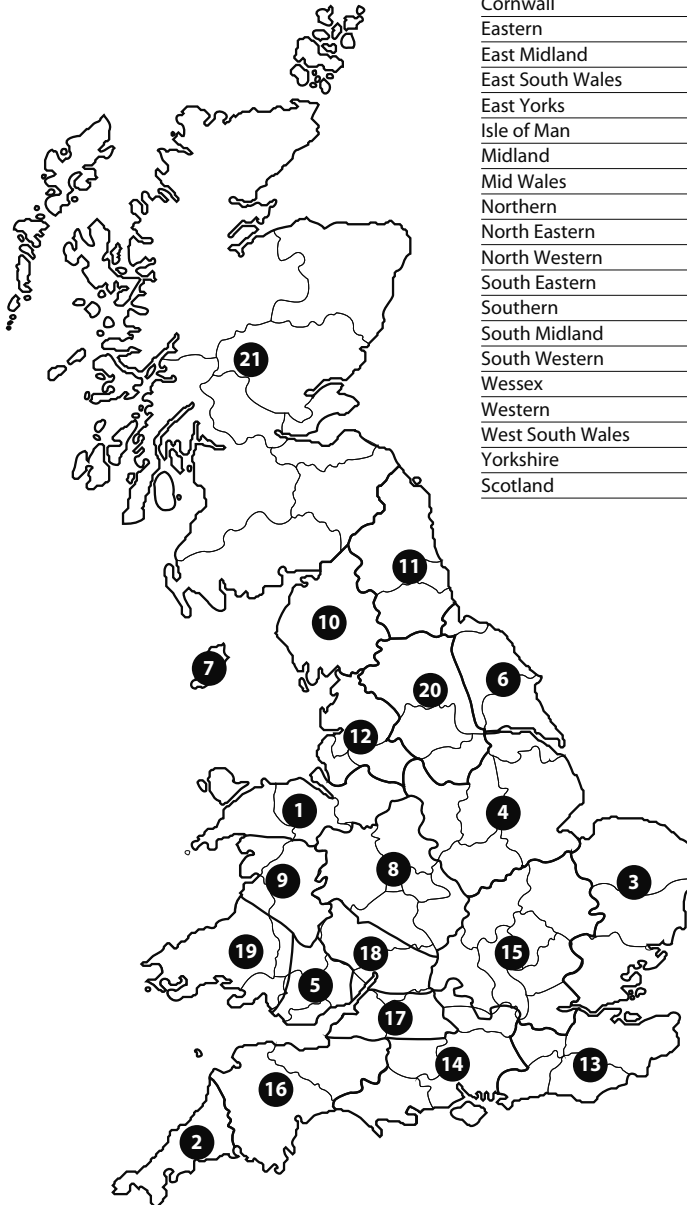 Cornwall
Eastern
East Midland
East South Wales
East Yorks
Isle of Man
Midland
Mid Wales
Northern
North Eastern
North Western
South Eastern
Southern
South Midland
South Western
Wessex
Western
West South Wales
Yorkshire
Scotland
21
11
10
7
6
20
12
1
4
8
3
9
19
18
15
5
17
14
13
16
2